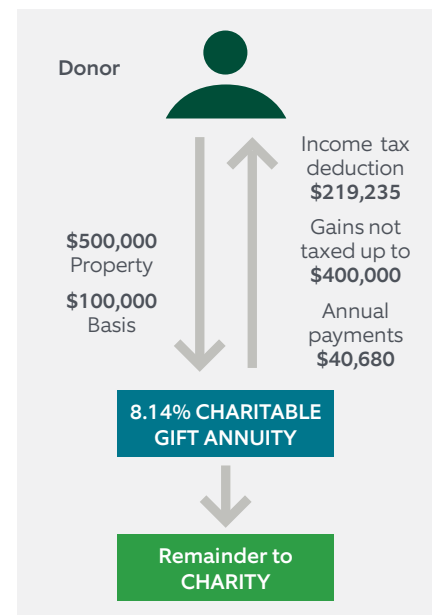 Donor
$500,000
Property
$100,000
Basis
Income tax
deduction
$219,235
Gains not
taxed up to
$400,000
Annual
payments
$40,680
8.14% CHARITABLE
GIFT ANNUITY
Remainder to
CHARITY